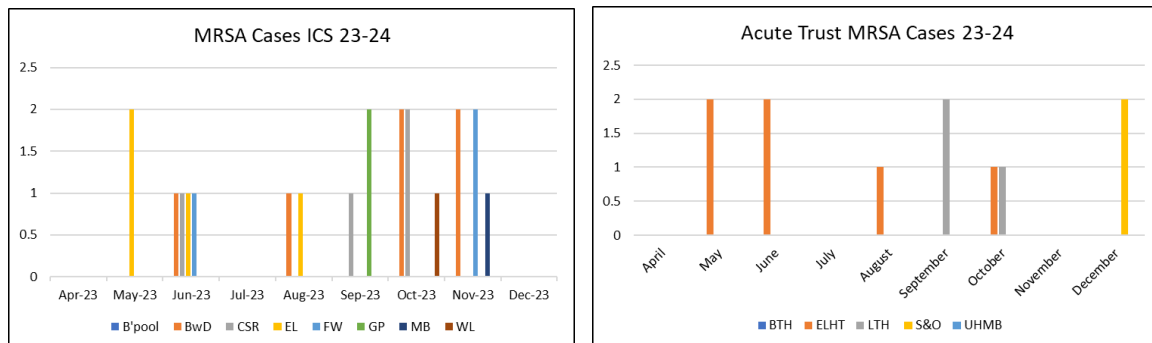 MRSA Cases ICS 23-24
2.5
2
1.5
1
0.5
0
Apr-23 May-23 Jun-23 Jul-23 Aug-23 Sep-23 Oct-23 Nov-23 Dec-23
B'pool BwD CSR EL FW GP MB WL
Acute Trust MRSA Cases 23-24
2.5
2
1.5
1
0.5
0
April May June July August September October November December
BTH ELHT LTH S&O UHMB